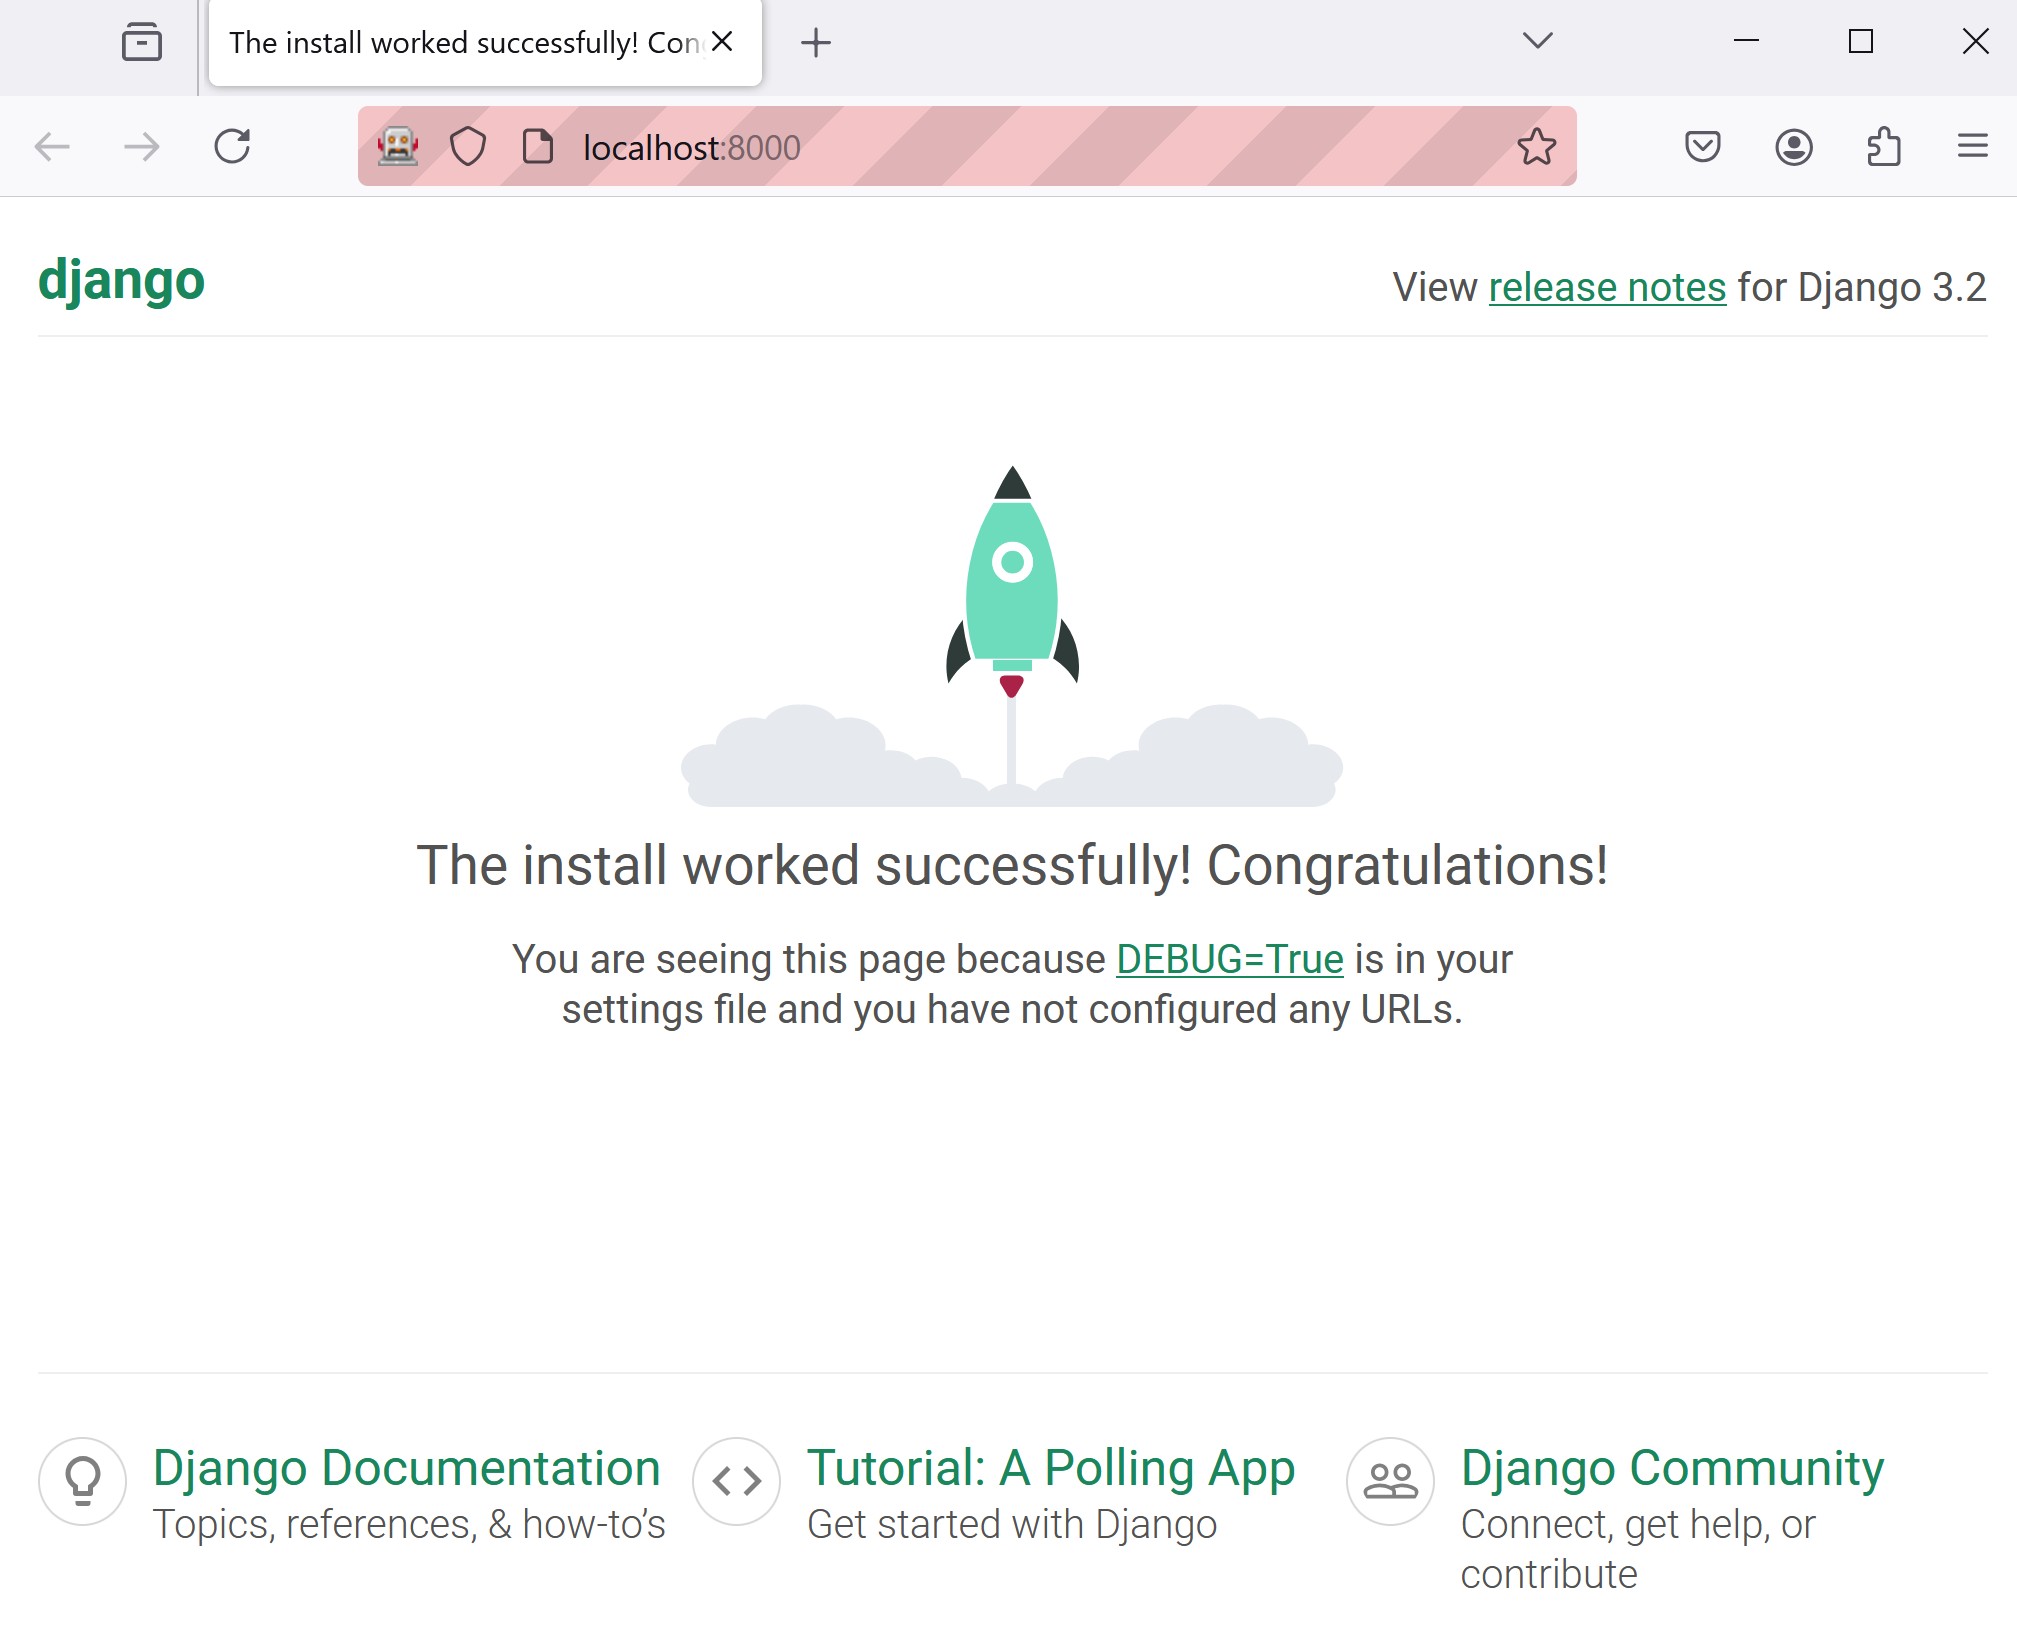 The install worked successfully! Con
localhost:8000
django
View release notes for Django 3.2
The install worked successfully! Congratulations!
You are seeing this page because DEBUG=True is in your
settings file and you have not configured any URLs.
Django Documentation
Topics, references, & how-to’s
Tutorial: A Polling App
Get started with Django
Django Community
Connect, get help, or
contribute